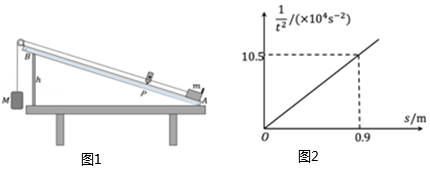 B
h
M
P
m
A
图1
1/t² /(×10⁴s⁻²)
10.5
O
0.9
s/m
图2